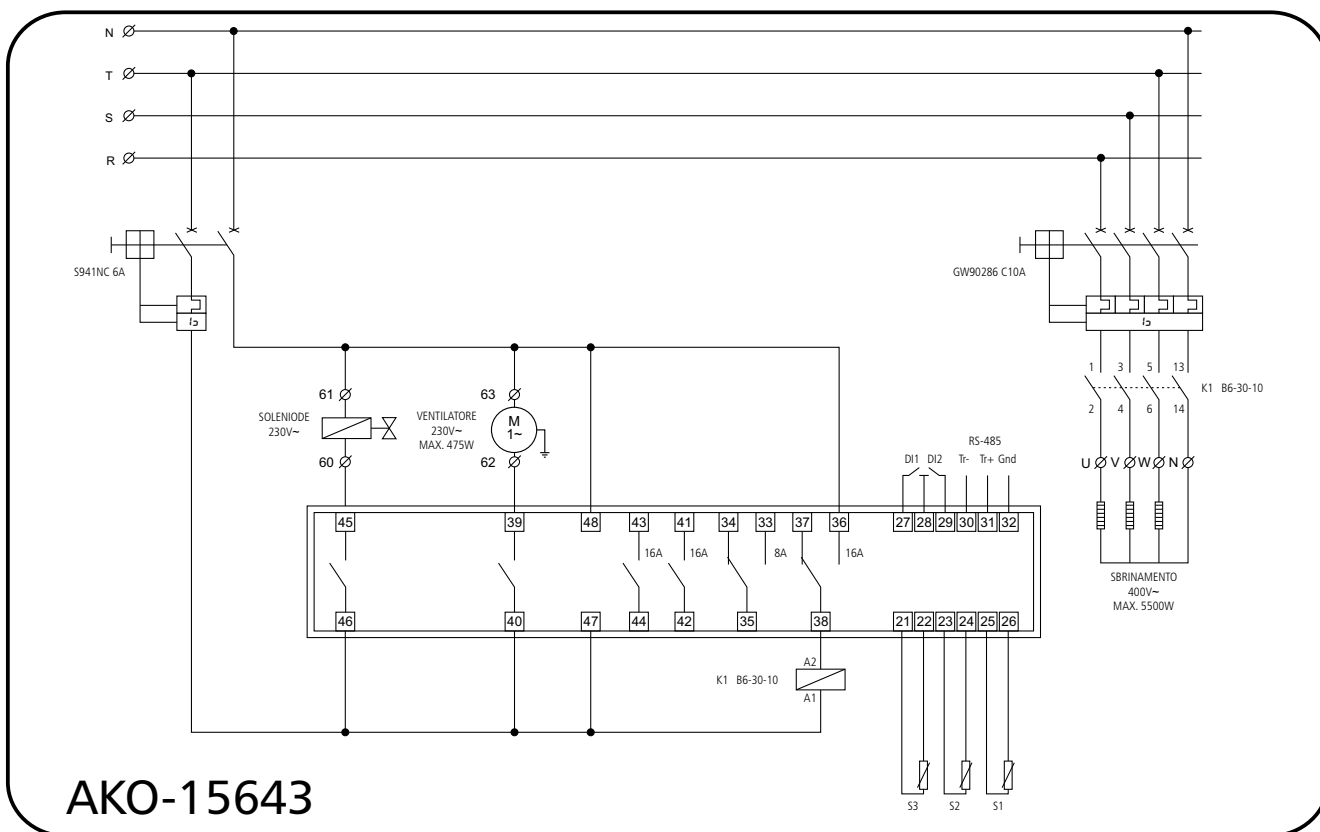 N
T
S
R
S941NC 6A
GW90286 C10A
1 3 5 13
K1 B6-30-10
2 4 6 14
61
63
SOLENIODE
230V~
VENTILATORE
230V~
MAX. 475W
M
1~
60
62
RS-485
DI1 DI2 Tr- Tr+ Gnd
U V W N
45 39 48 43 41 34 33 37 36 27 28 29 30 31 32
16A 16A 8A 16A
SBRINAMENTO
400V~
MAX. 5500W
46 40 47 44 42 35 38 21 22 23 24 25 26
A2
K1 B6-30-10
A1
S3 S2 S1
AKO-15643